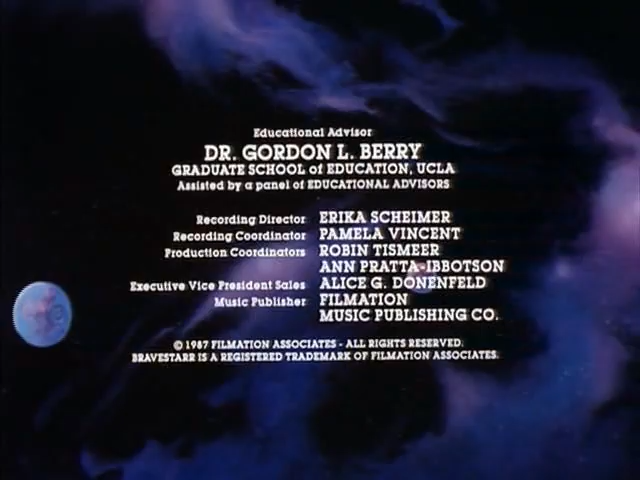 Educational Advisor
DR. GORDON L. BERRY
GRADUATE SCHOOL of EDUCATION, UCLA
Assisted by a panel of EDUCATIONAL ADVISORS
Recording Director ERIKA SCHEIMER
Recording Coordinator PAMELA VINCENT
Production Coordinators ROBIN TISMEER
ANN PRATTA-IBBOTSON
Executive Vice President Sales ALICE G. DONENFELD
Music Publisher FILMATION
MUSIC PUBLISHING CO.
© 1987 FILMATION ASSOCIATES - ALL RIGHTS RESERVED.
BRAVESTARR IS A REGISTERED TRADEMARK OF FILMATION ASSOCIATES.